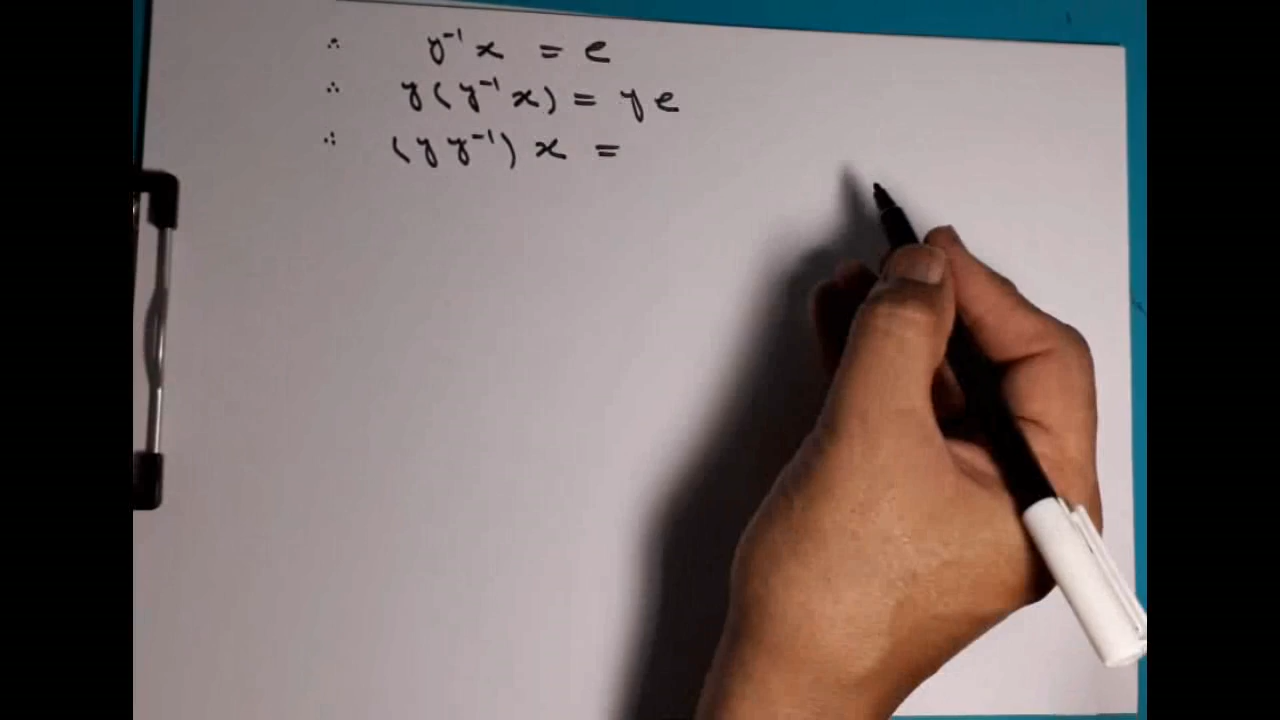 ∴ y⁻¹x = e
∴ y(y⁻¹x) = ye
∴ (yy⁻¹)x =